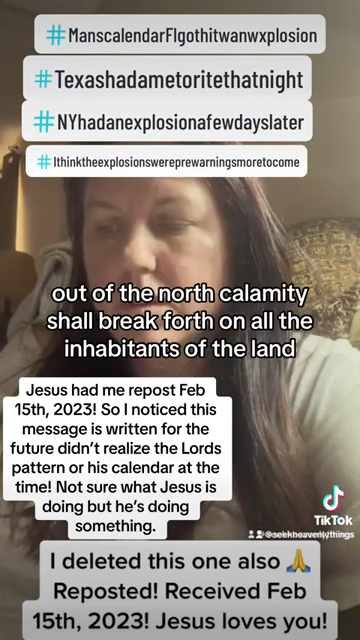 #ManscalendarFlgothitwanwxplosion
#Texashadametoritethatnight
#NYhadanexplosionafewdayslater
#Ithinktheexplosionswereprewarningsmoretocome
out of the north calamity
shall break forth on all the
inhabitants of the land
Jesus had me repost Feb
15th, 2023! So I noticed this
message is written for the
future didn’t realize the Lords
pattern or his calendar at the
time! Not sure what Jesus is
doing but he’s doing
something.
TikTok
@seekheavenlythings
I deleted this one also 🙏
Reposted! Received Feb
15th, 2023! Jesus loves you!